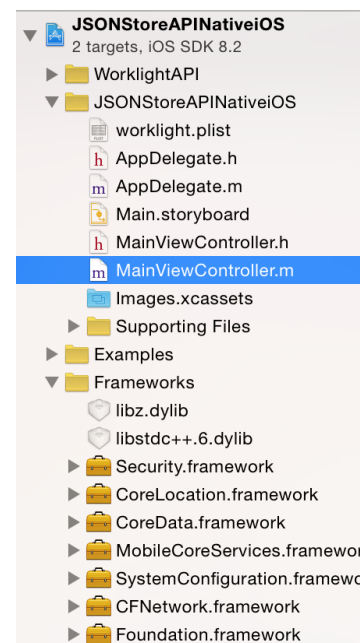 JSONStoreAPINativeiOS
2 targets, iOS SDK 8.2
WorklightAPI
JSONStoreAPINativeiOS
worklight.plist
h AppDelegate.h
m AppDelegate.m
Main.storyboard
h MainViewController.h
m MainViewController.m
Images.xcassets
Supporting Files
Examples
Frameworks
libz.dylib
libstdc++.6.dylib
Security.framework
CoreLocation.framework
CoreData.framework
MobileCoreServices.framewor
SystemConfiguration.framewo
CFNetwork.framework
Foundation.framework